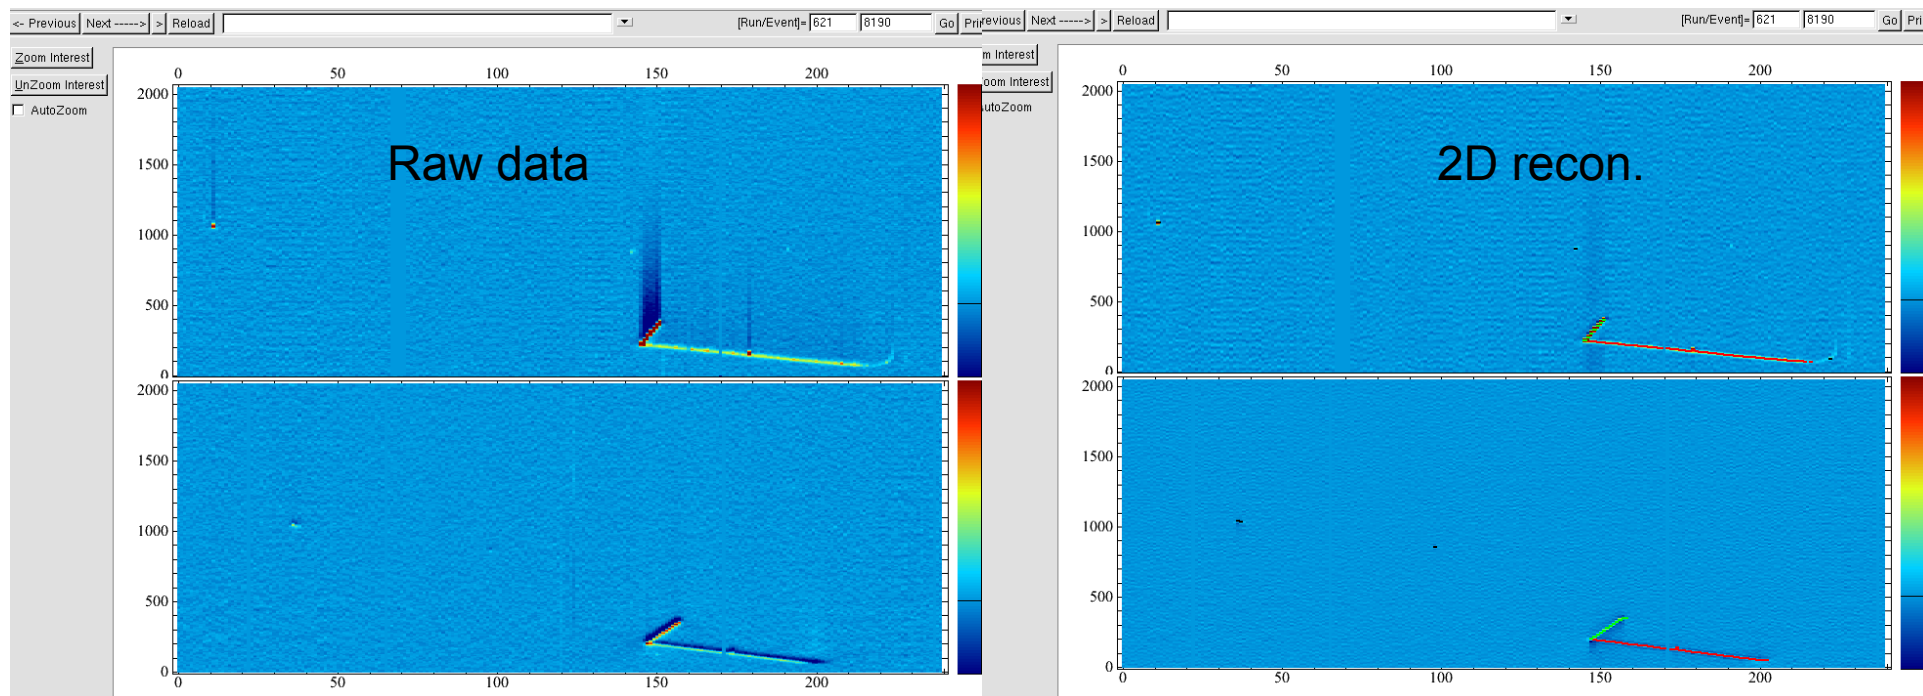 <- Previous Next -----> > Reload [Run/Event]= 621 8190 Go Pri
Zoom Interest
UnZoom Interest
AutoZoom
0 50 100 150 200
2000
1500
1000
500
0
Raw data
2000
1500
1000
500
0
0 50 100 150 200
revious Next -----> > Reload [Run/Event]= 621 8190 Go Pri
m Interest
oom Interest
utoZoom
0 50 100 150 200
2000
1500
1000
500
0
2D recon.
2000
1500
1000
500
0
0 50 100 150 200